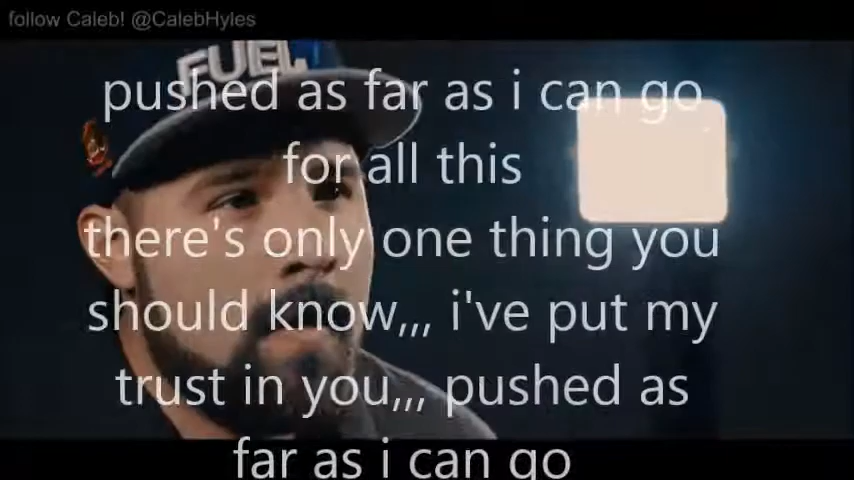 follow Caleb! @CalebHyles
FUEL
pushed as far as i can go
for all this
there's only one thing you
should know,,, i've put my
trust in you,,, pushed as
far as i can go